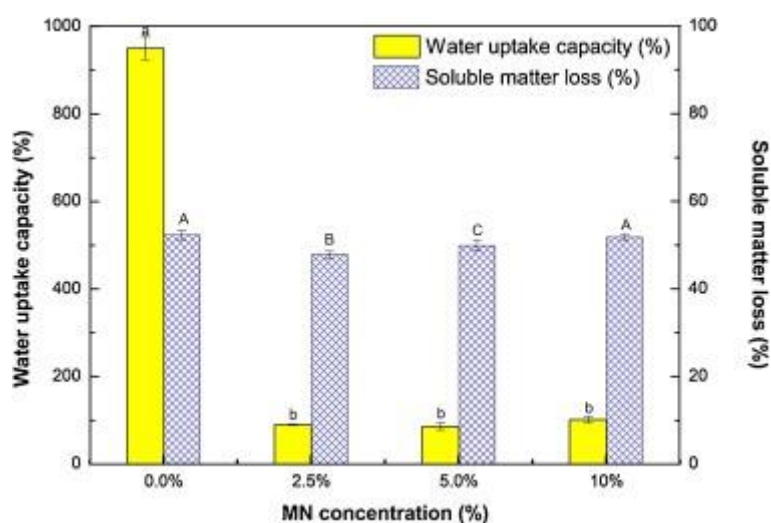 1000
800
600
400
200
0
Water uptake capacity (%)
a
A
b
B
b
C
b
A
Water uptake capacity (%)
Soluble matter loss (%)
100
80
60
40
20
0
Soluble matter
loss (%)
0.0%
2.5%
5.0%
10%
MN concentration (%)